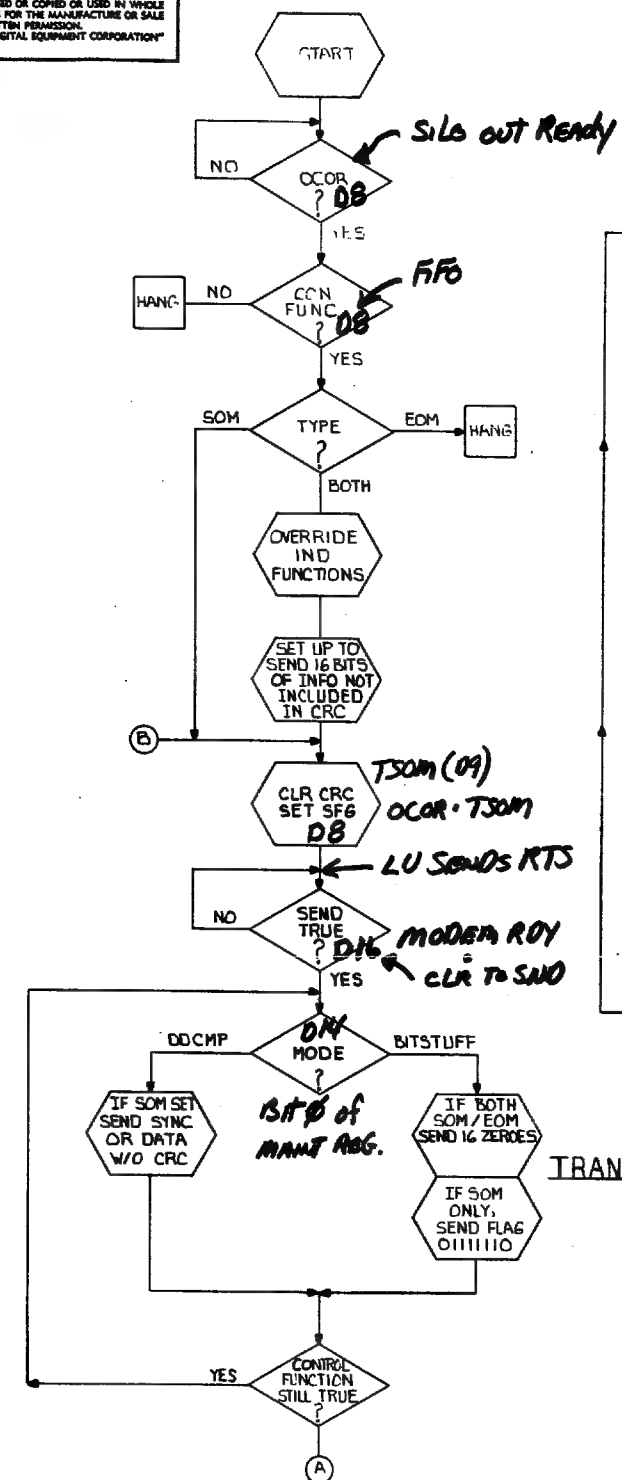 ED OR COPIED OR USED IN WHOLE
S FOR THE MANUFACTURE OR SALE
TTEN PERMISSION.
GITAL EQUIPMENT CORPORATION"
START
SILO OUT READY
NO
OCOR
?
D8
YES
FIFO
HANG
NO
CON
FUNC
?
D8
YES
SOM
TYPE
?
EOM
HANG
BOTH
OVERRIDE
IND
FUNCTIONS
SET UP TO
SEND 16 BITS
OF INFO NOT
INCLUDED
IN CRC
B
TSOM (D9)
CLR CRC
SET SFG
D8
OCOR · TSOM
LU SENDS RTS
NO
SEND
TRUE
?
D16
MODEM RDY
CLR TO SND
YES
DDCMP
D14
MODE
?
BITSTUFF
BIT Ø of
MAINT REG.
IF SOM SET
SEND SYNC
OR DATA
W/O CRC
IF BOTH
SOM/EOM
SEND 16 ZEROES
IF SOM
ONLY,
SEND FLAG
01111110
TRAN
YES
CONTROL
FUNCTION
STILL TRUE
?
A